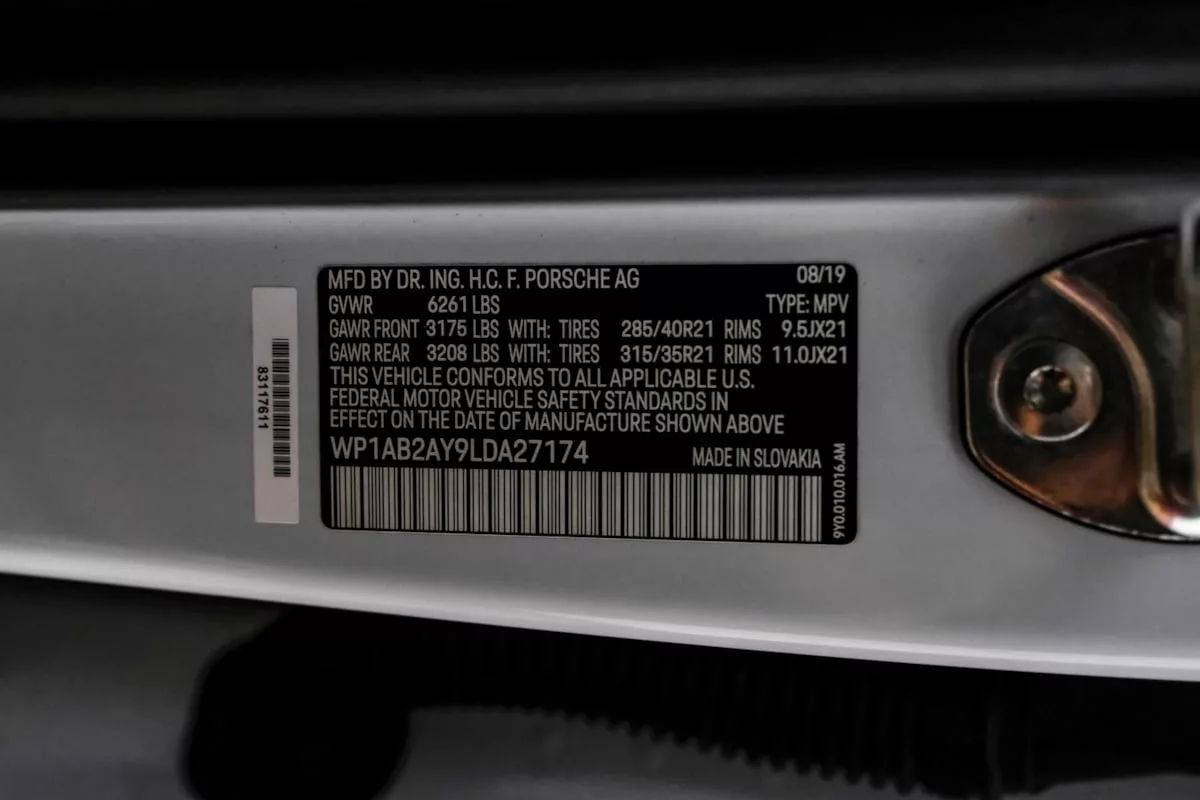 MFD BY DR. ING. H.C. F. PORSCHE AG 08/19
GVWR 6261 LBS TYPE: MPV
GAWR FRONT 3175 LBS WITH: TIRES 285/40R21 RIMS 9.5JX21
GAWR REAR 3208 LBS WITH: TIRES 315/35R21 RIMS 11.0JX21
THIS VEHICLE CONFORMS TO ALL APPLICABLE U.S.
FEDERAL MOTOR VEHICLE SAFETY STANDARDS IN
EFFECT ON THE DATE OF MANUFACTURE SHOWN ABOVE
WP1AB2AY9LDA27174 MADE IN SLOVAKIA
9Y0.010.016.AM
83117611